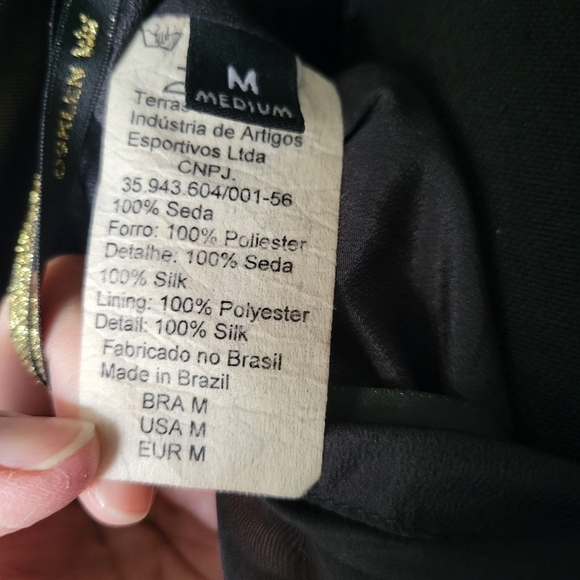 OSKLEN
M
MEDIUM
Terras
Indústria de Artigos
Esportivos Ltda
CNPJ.
35.943.604/001-56
100% Seda
Forro: 100% Poliester
Detalhe: 100% Seda
100% Silk
Lining: 100% Polyester
Detail: 100% Silk
Fabricado no Brasil
Made in Brazil
BRA M
USA M
EUR M